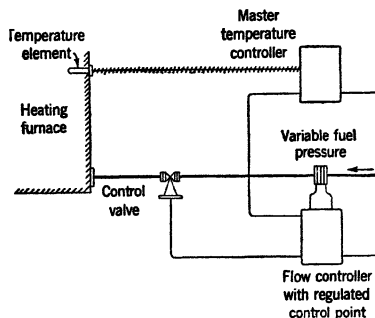 Temperature
element
Master
temperature
controller
Heating
furnace
Variable fuel
pressure
Control
valve
Flow controller
with regulated
control point